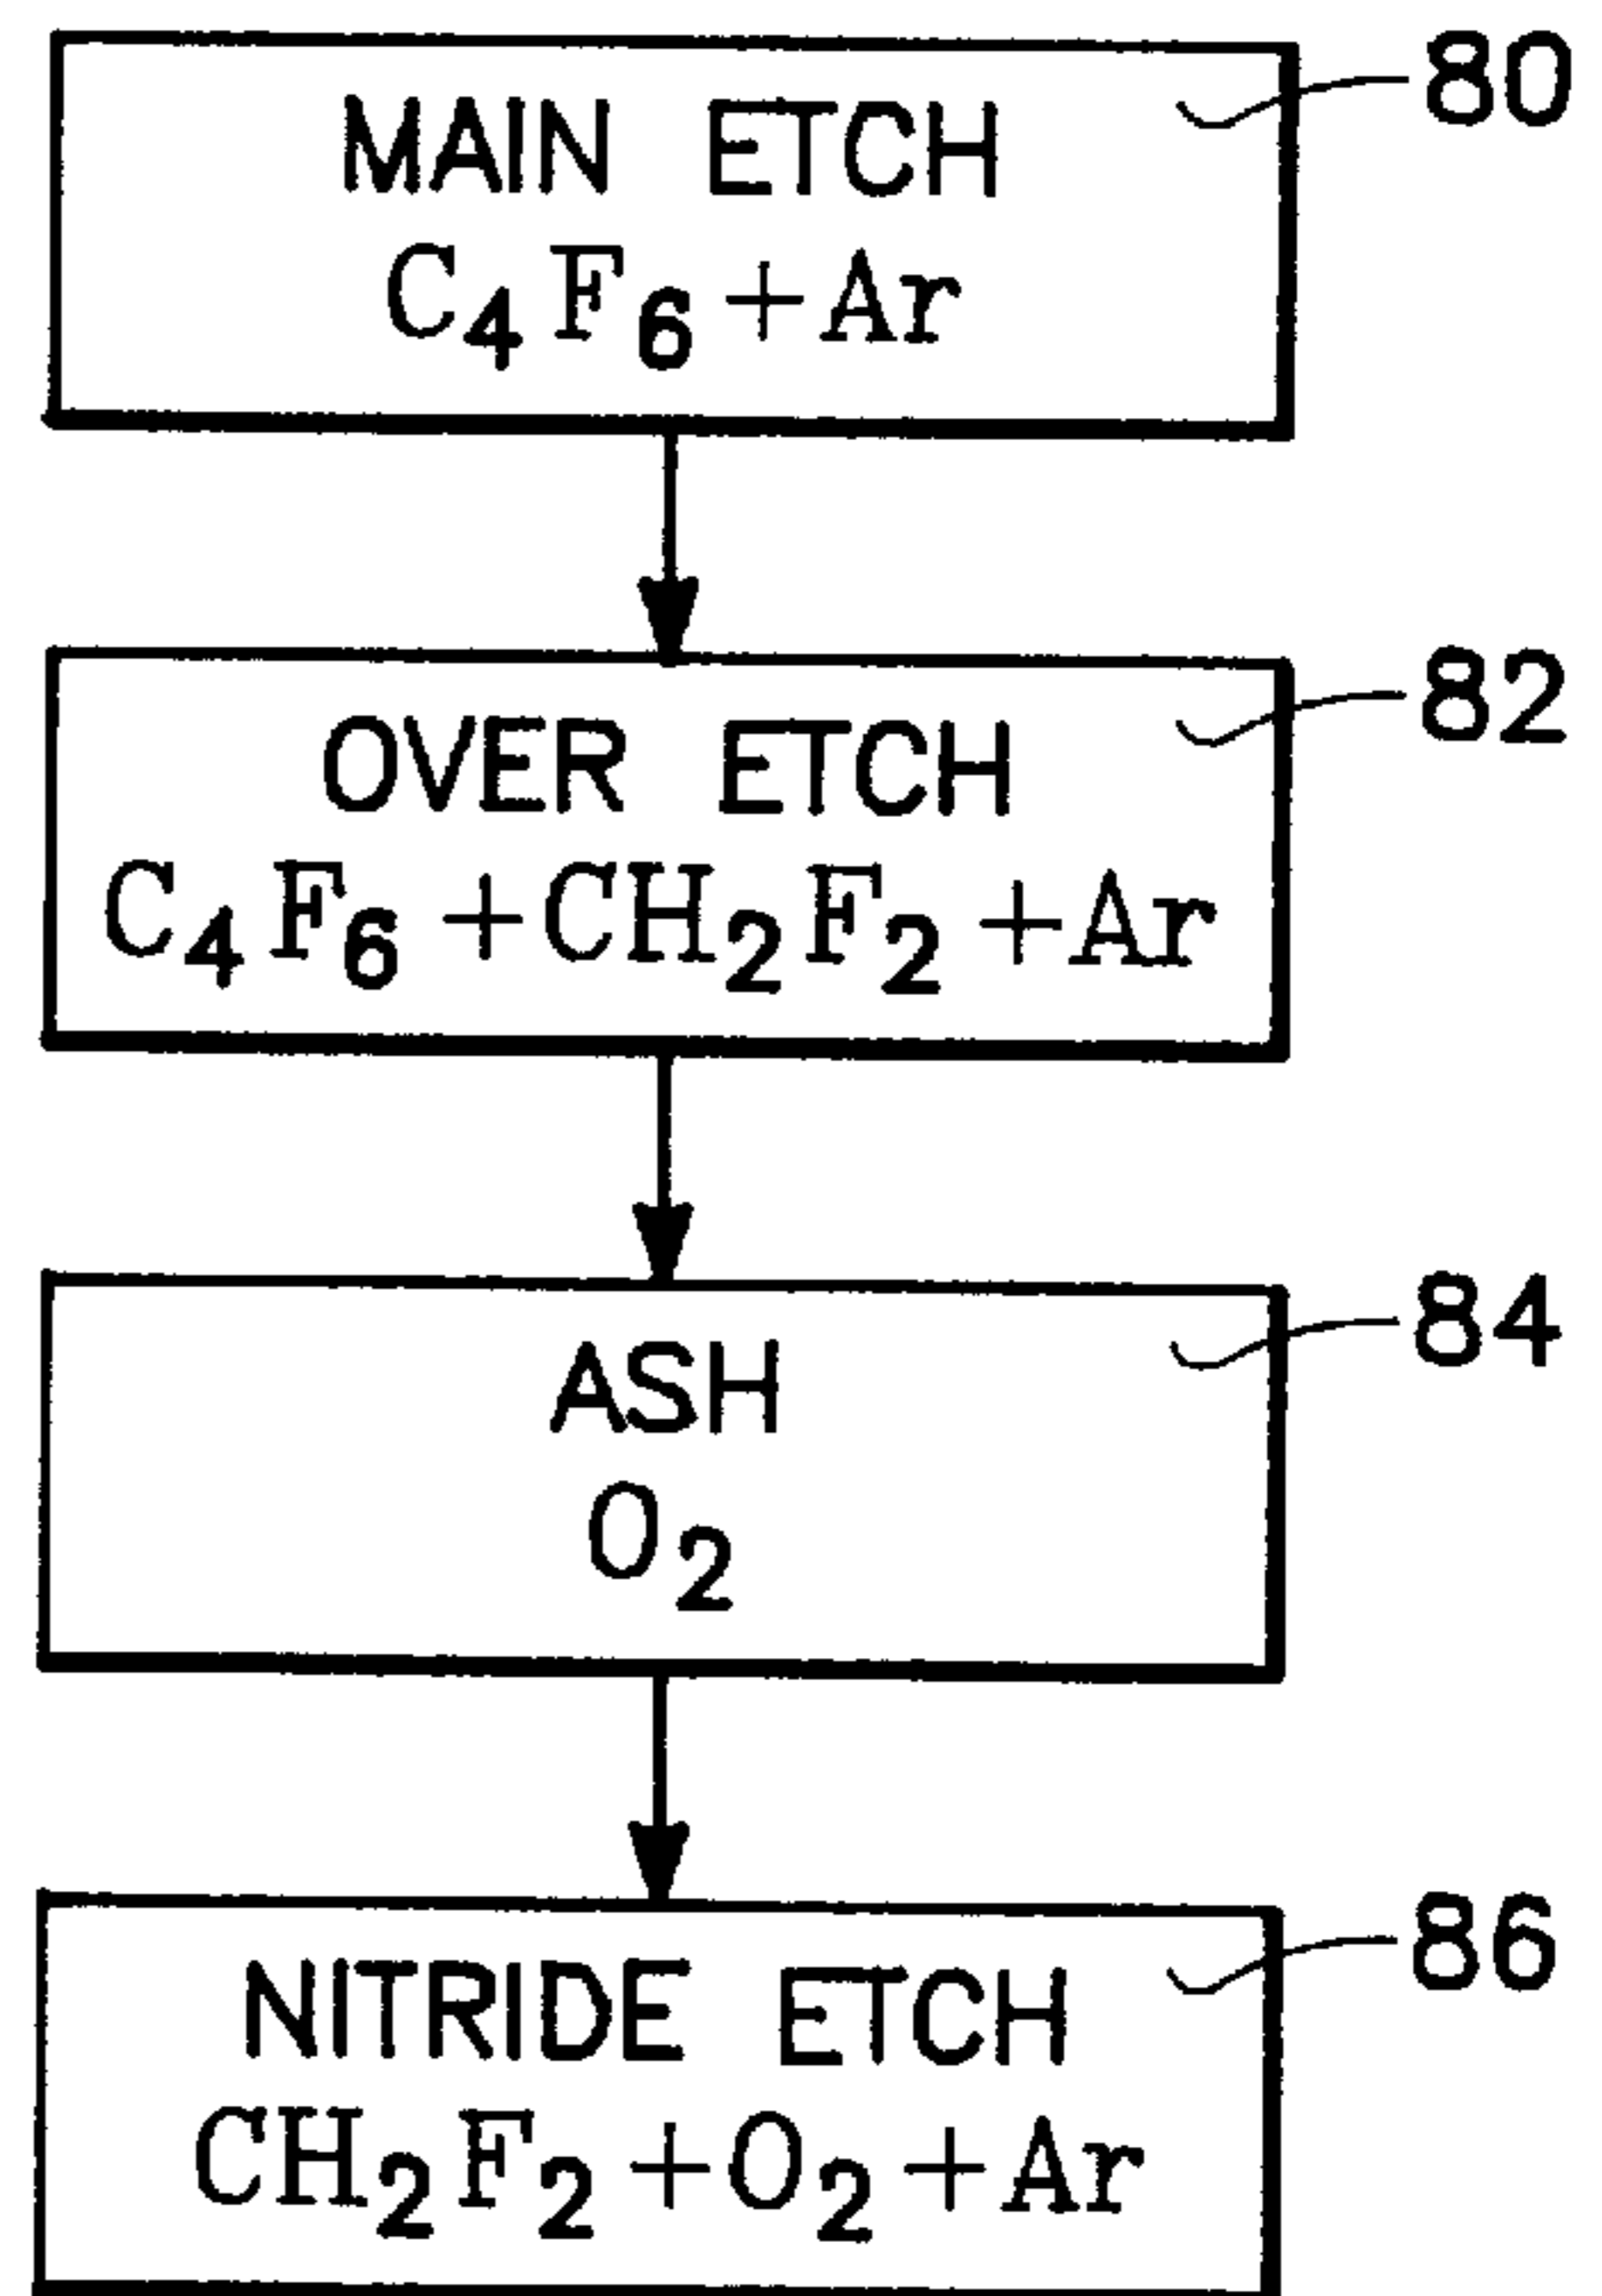 MAIN ETCH
C₄F₆+Ar
80
OVER ETCH
C₄F₆+CH₂F₂+Ar
82
ASH
O₂
84
NITRIDE ETCH
CH₂F₂+O₂+Ar
86